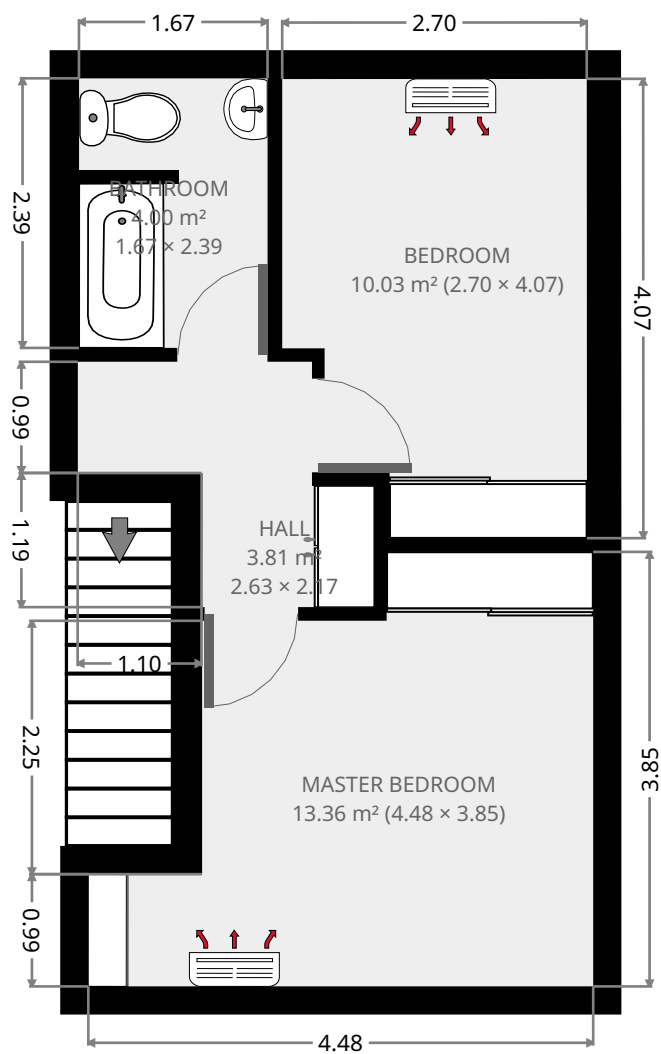 1.67
2.70
2.39
BATHROOM
4.00 m²
1.67 × 2.39
BEDROOM
10.03 m² (2.70 × 4.07)
4.07
0.99
1.19
HALL
3.81 m²
2.63 × 2.17
1.10
2.25
3.85
MASTER BEDROOM
13.36 m² (4.48 × 3.85)
0.99
4.48